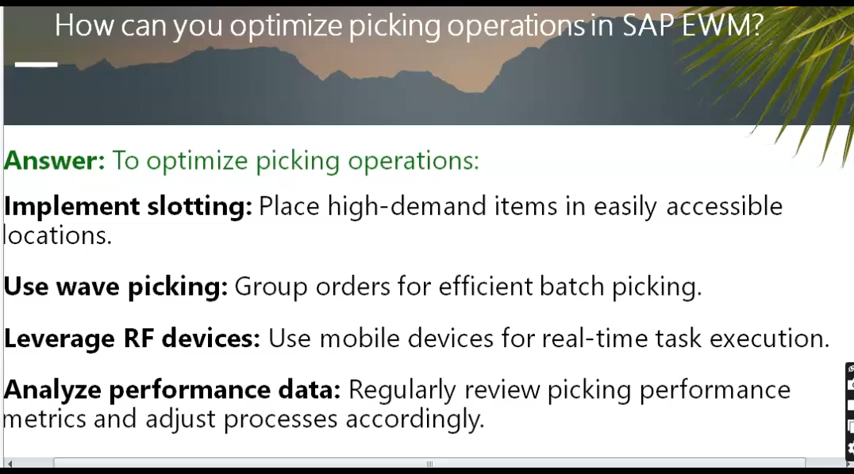 How can you optimize picking operations in SAP EWM?
Answer: To optimize picking operations:
Implement slotting: Place high-demand items in easily accessible
locations.
Use wave picking: Group orders for efficient batch picking.
Leverage RF devices: Use mobile devices for real-time task execution.
Analyze performance data: Regularly review picking performance
metrics and adjust processes accordingly.